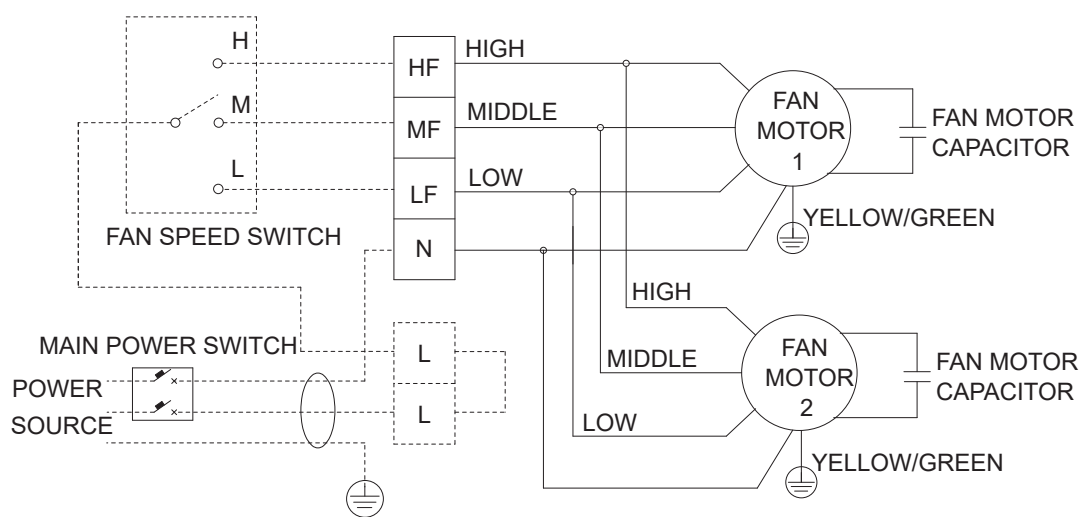 H
M
L
FAN SPEED SWITCH
HF
MF
LF
N
HIGH
MIDDLE
LOW
FAN
MOTOR
1
FAN MOTOR
CAPACITOR
YELLOW/GREEN
MAIN POWER SWITCH
POWER
SOURCE
L
L
HIGH
MIDDLE
LOW
FAN
MOTOR
2
FAN MOTOR
CAPACITOR
YELLOW/GREEN